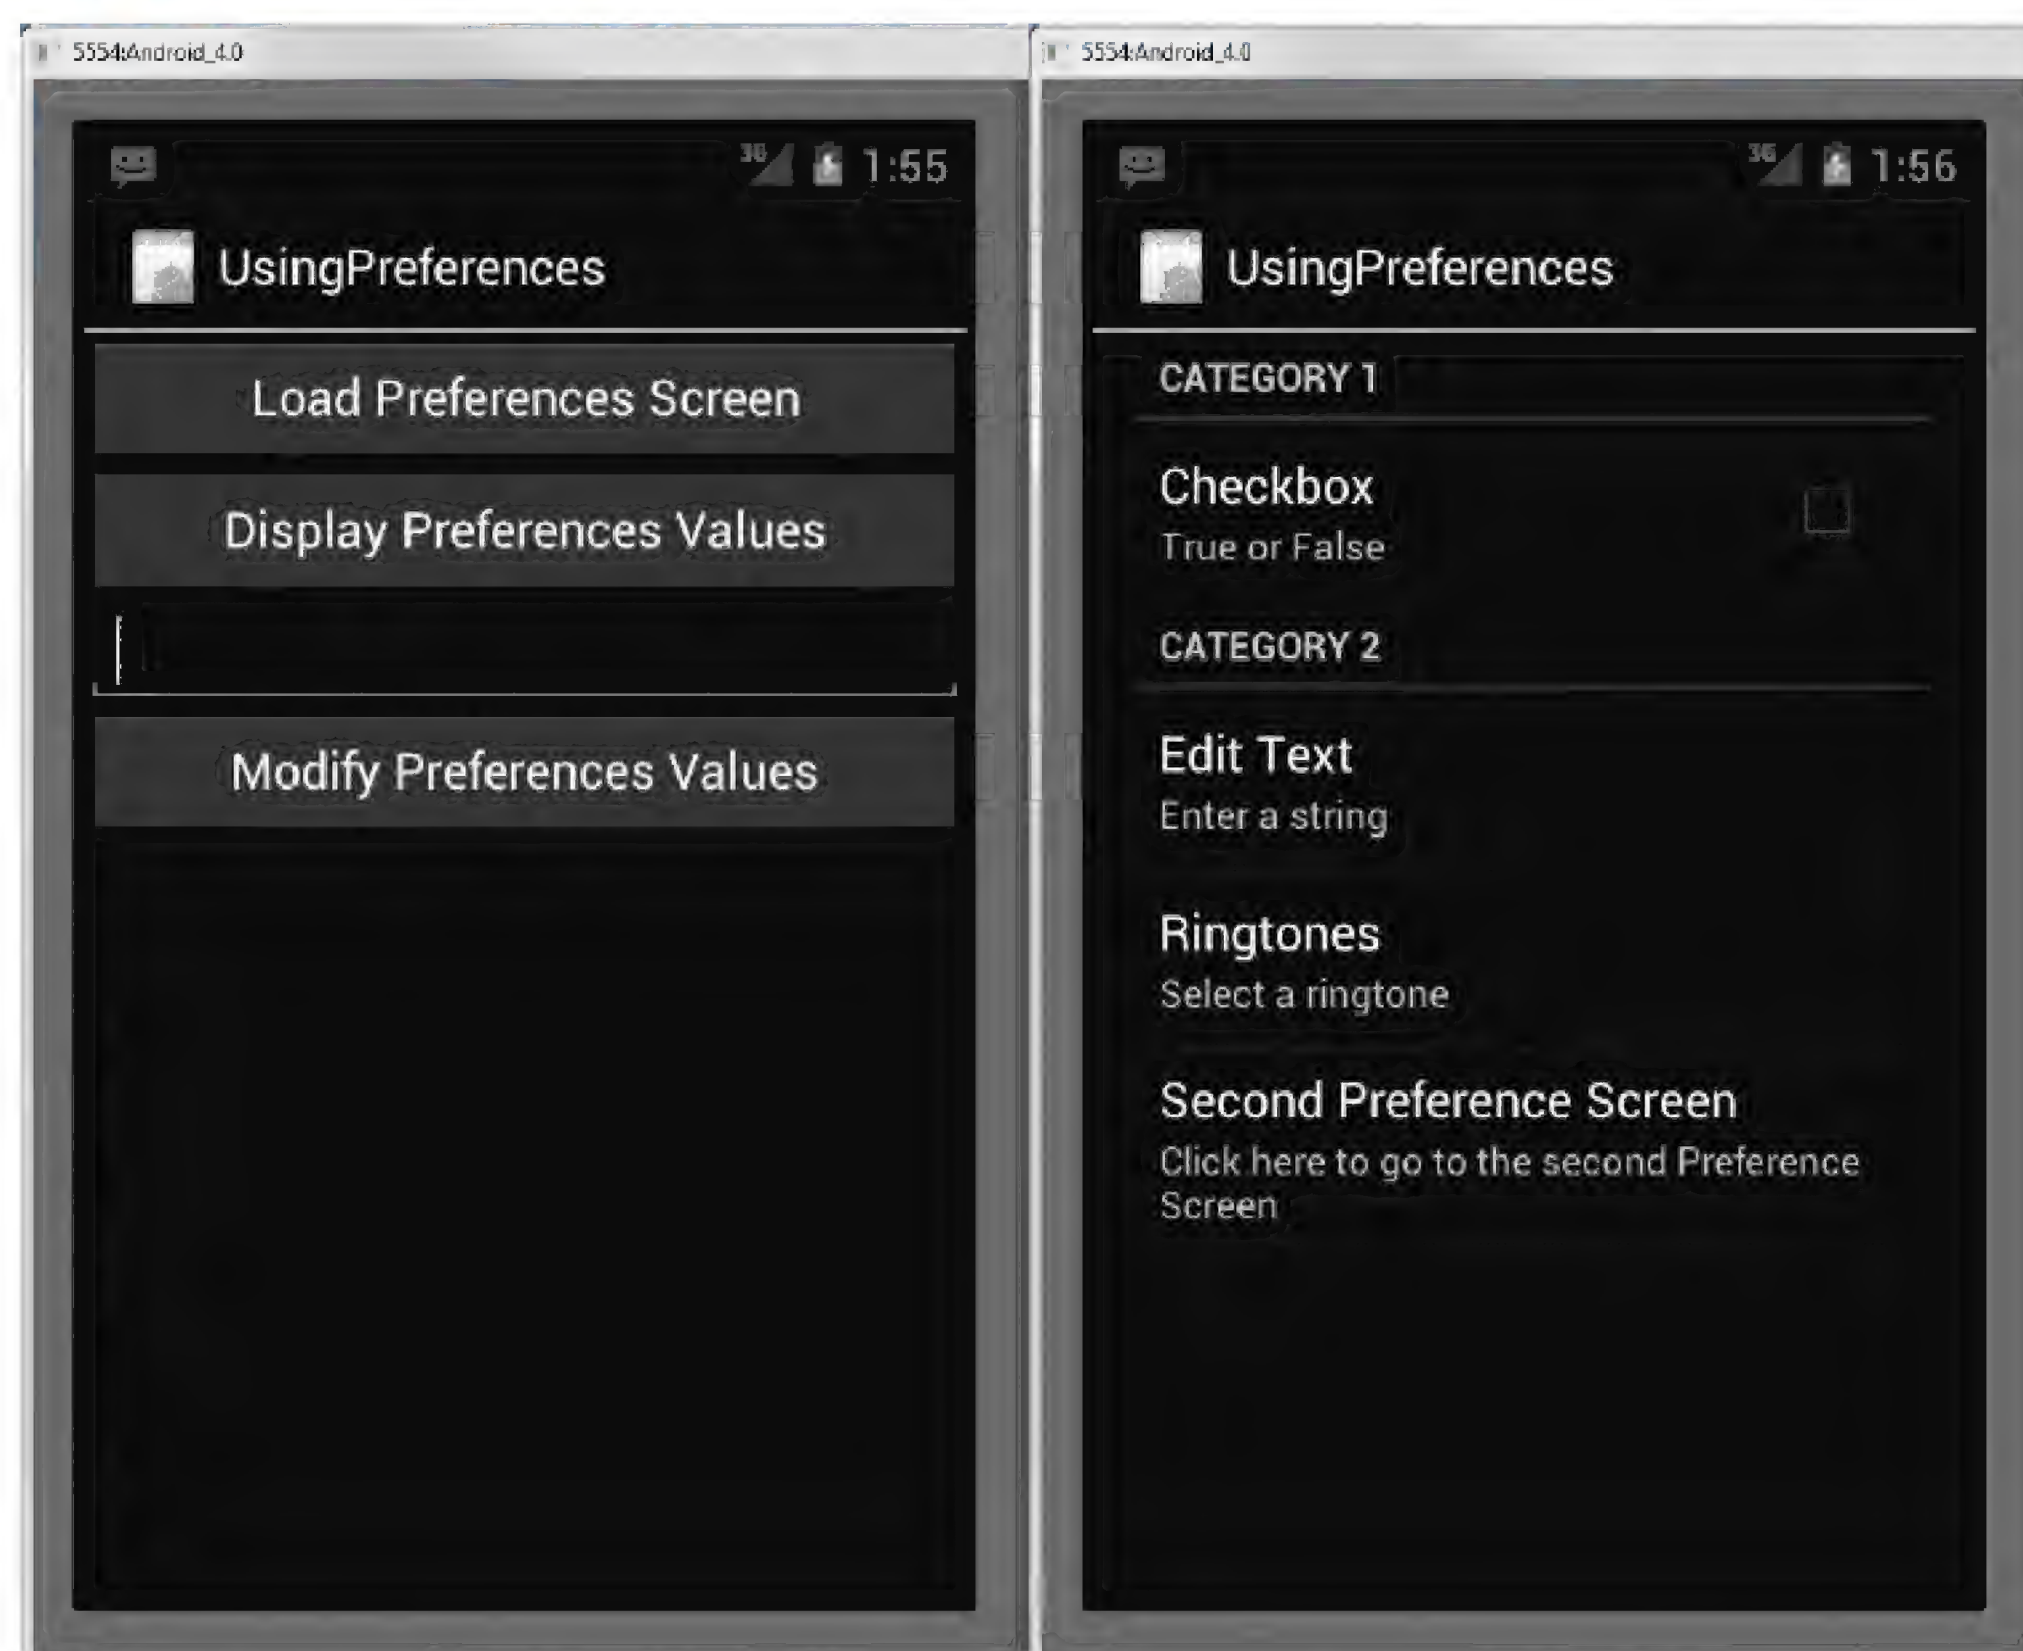 5554:Android_4.0
3G 1:55
UsingPreferences
Load Preferences Screen
Display Preferences Values
Modify Preferences Values
5554:Android_4.0
3G 1:56
UsingPreferences
CATEGORY 1
Checkbox
True or False
CATEGORY 2
Edit Text
Enter a string
Ringtones
Select a ringtone
Second Preference Screen
Click here to go to the second Preference
Screen